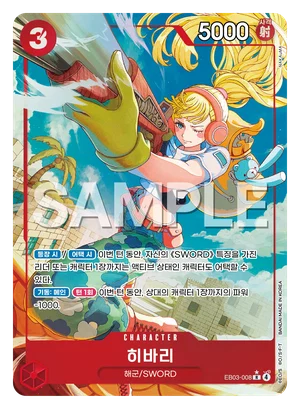 3
5000
사격
射
SAMPLE
등장 시 / 어택 시 이번 턴 동안, 자신의 《SWORD》 특징을 가진
리더 또는 캐릭터 1장까지는 액티브 상태인 캐릭터도 어택할 수
있다.
기동: 메인 턴 1회 이번 턴 동안, 상대의 캐릭터 1장까지의 파워
-1000.
CHARACTER
히바리
해군/SWORD
EB03-008
4